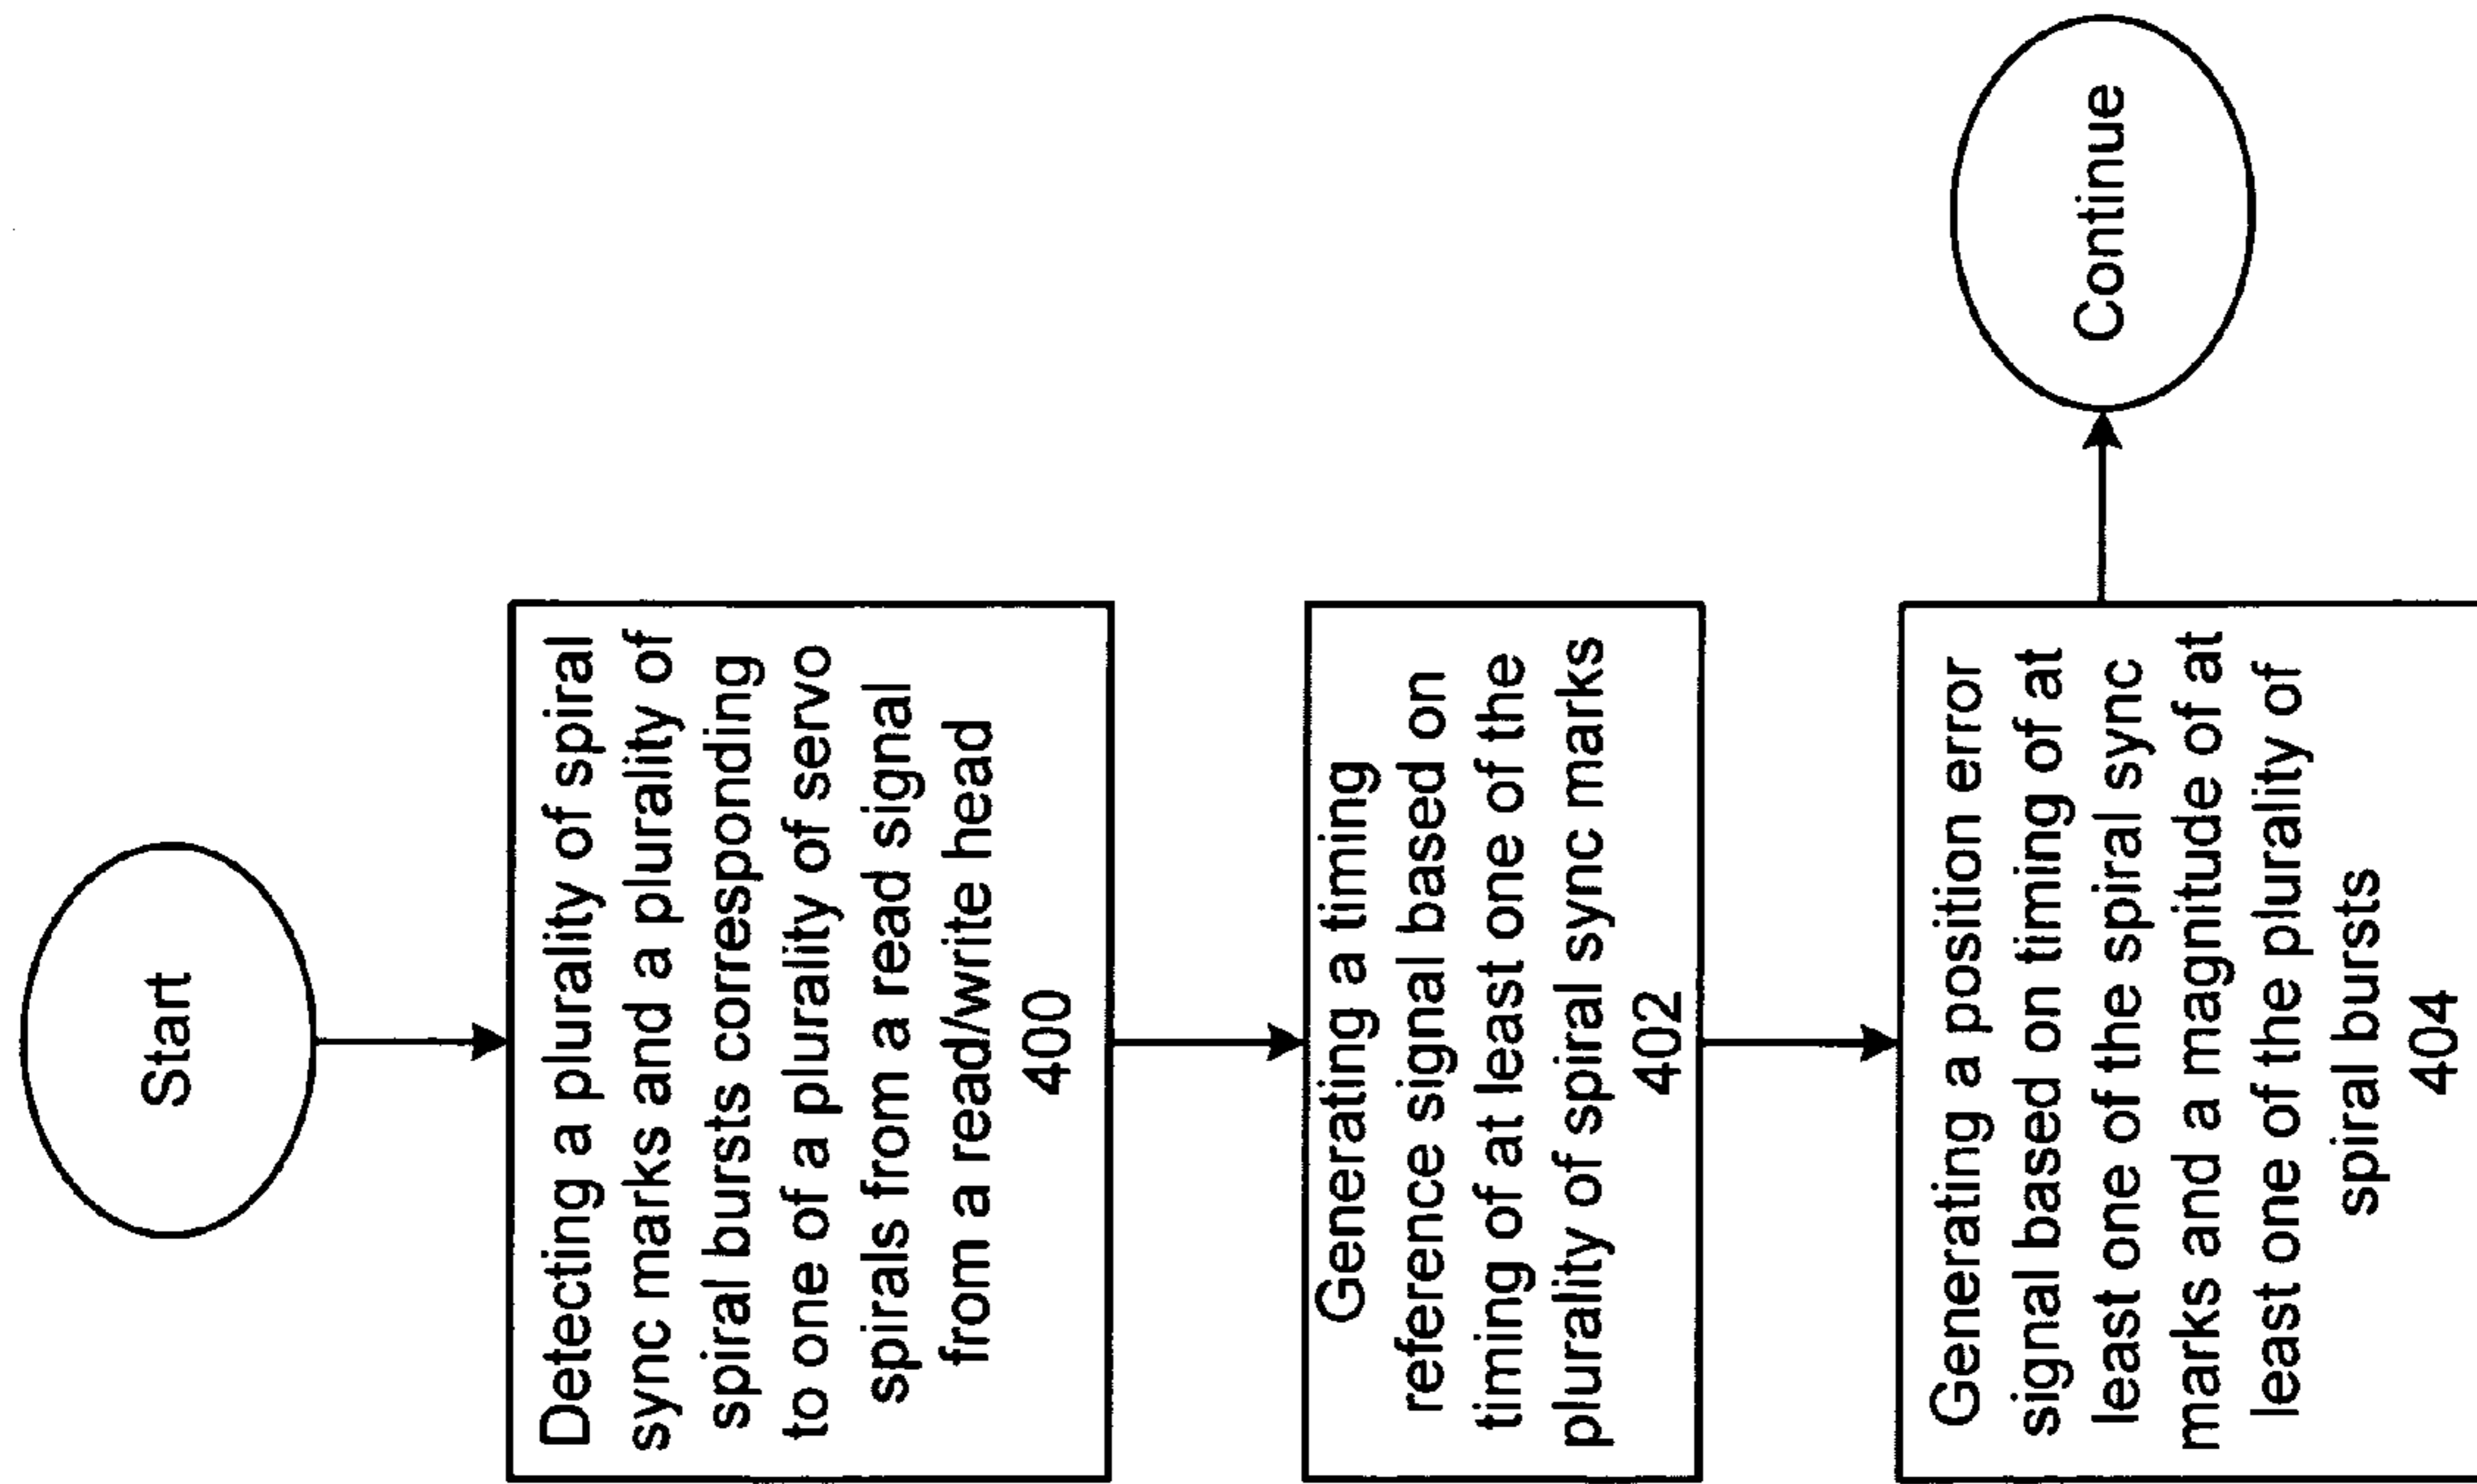 Start
Detecting a plurality of spiral
sync marks and a plurality of
spiral bursts corresponding
to one of a plurality of servo
spirals from a read signal
from a read/write head
400
Generating a timing
reference signal based on
timing of at least one of the
plurality of spiral sync marks
402
Generating a position error
signal based on timing of at
least one of the spiral sync
marks and a magnitude of at
least one of the plurality of
spiral bursts
404
Continue